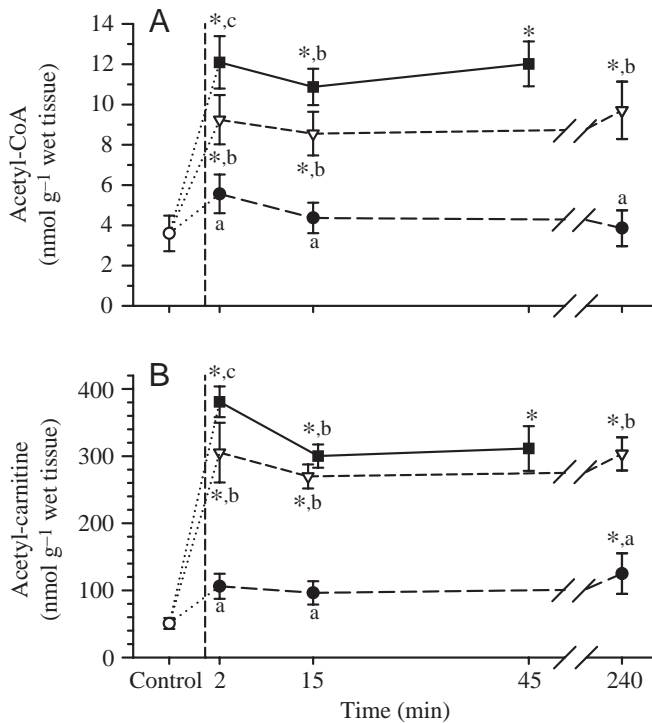 A
Acetyl-CoA
(nmol g⁻¹ wet tissue)
14
12
10
8
6
4
2
0
*,c
*,b
*
*,b
*,b
*,b
a
a
a
B
Acetyl-carnitine
(nmol g⁻¹ wet tissue)
400
300
200
100
0
*,c
*,b
*
*,b
*,b
*,b
*,a
a
a
Control 2 15 45 240
Time (min)